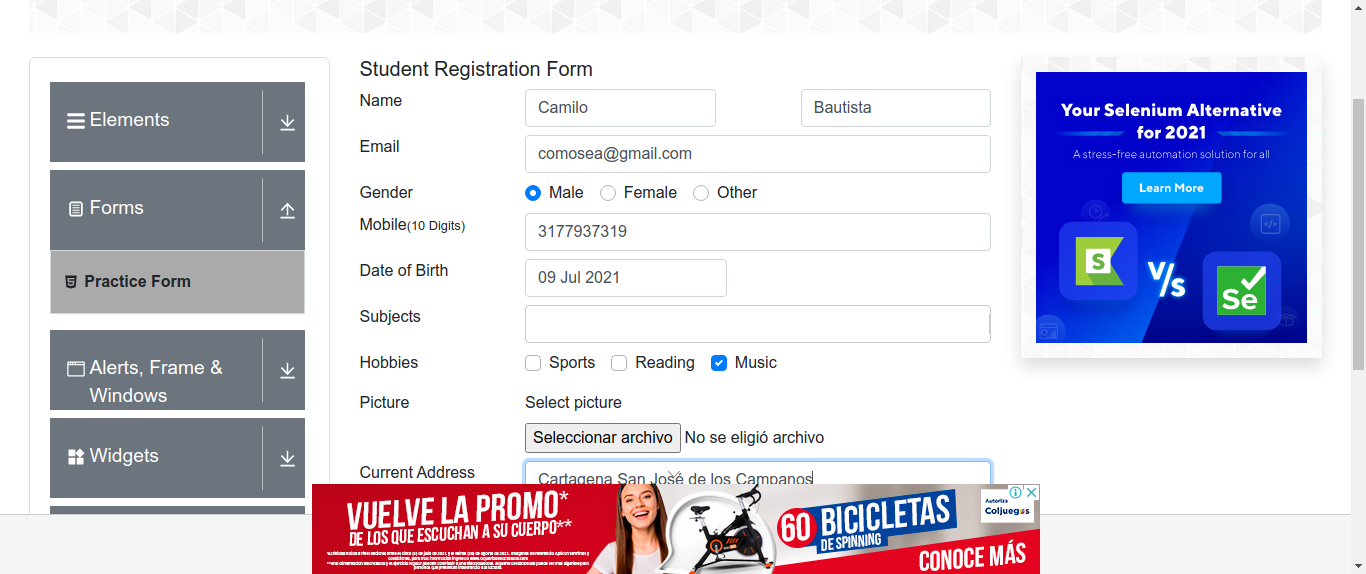 Elements
Forms
Practice Form
Alerts, Frame &
Windows
Widgets
Student Registration Form
Name Camilo Bautista
Email comosea@gmail.com
Gender Male Female Other
Mobile(10 Digits) 3177937319
Date of Birth 09 Jul 2021
Subjects
Hobbies Sports Reading Music
Picture Select picture
Seleccionar archivo No se eligió archivo
Current Address Cartagena San José de los Campanos
Your Selenium Alternative
for 2021
A stress-free automation solution for all
Learn More
S
V/s
Se
VUELVE LA PROMO*
DE LOS QUE ESCUCHAN A SU CUERPO**
60 BICICLETAS
DE SPINNING
CONOCE MÁS
Autoriza
Coljuegos